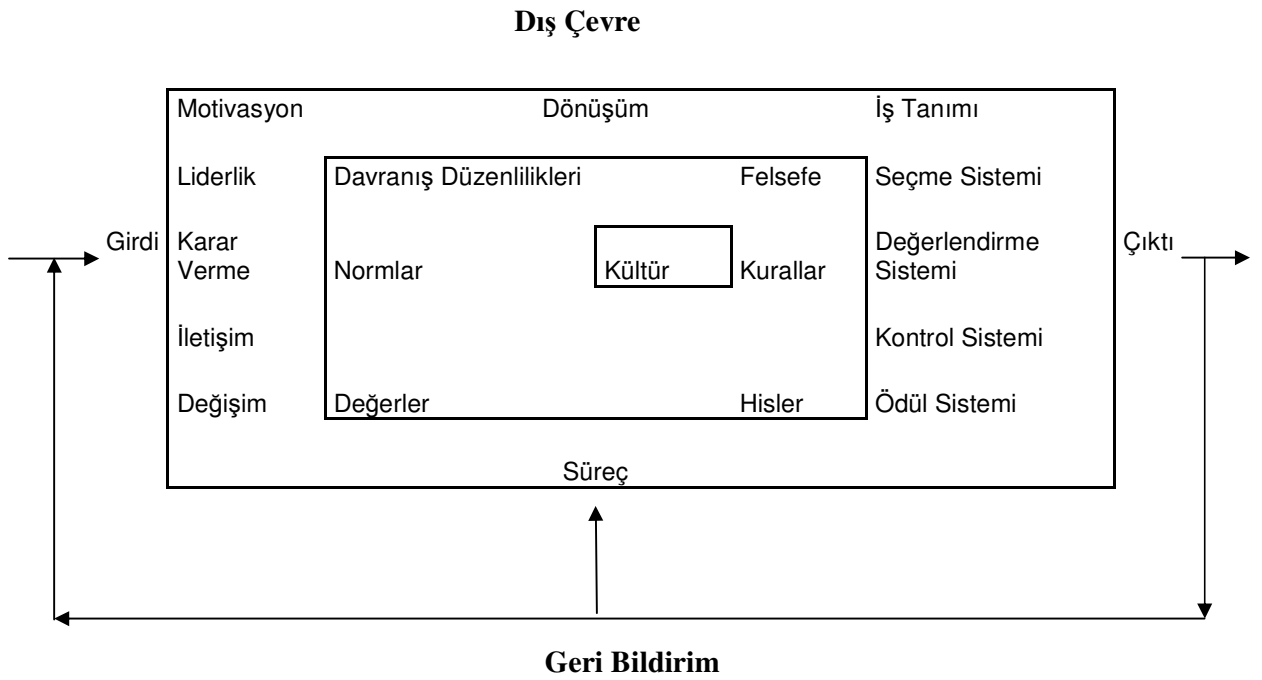 Dış Çevre
Motivasyon Dönüşüm İş Tanımı
Liderlik Davranış Düzenlilikleri Felsefe Seçme Sistemi
Girdi Karar Verme Normlar Kültür Kurallar Değerlendirme Sistemi Çıktı
İletişim Kontrol Sistemi
Değişim Değerler Hisler Ödül Sistemi
Süreç
Geri Bildirim